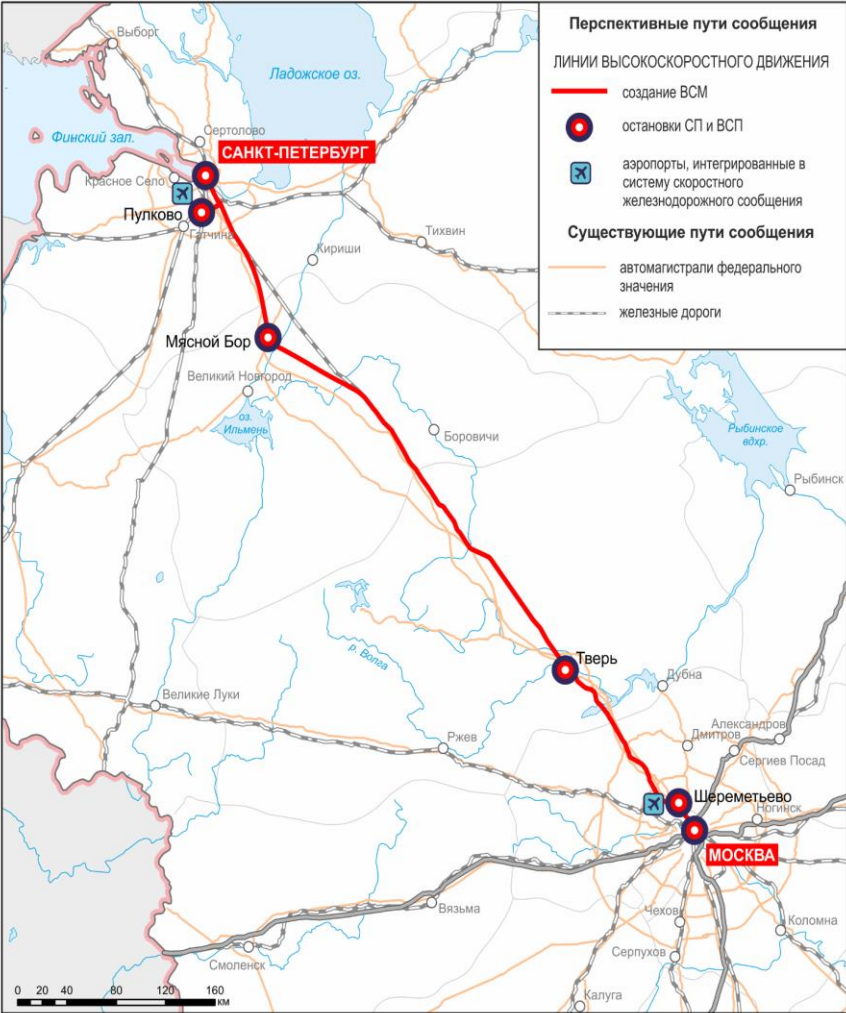 Перспективные пути сообщения
ЛИНИИ ВЫСОКОСКОРОСТНОГО ДВИЖЕНИЯ
создание ВСМ
остановки СП и ВСП
аэропорты, интегрированные в
систему скоростного
железнодорожного сообщения
Существующие пути сообщения
автомагистрали федерального
значения
железные дороги
Выборг
Ладожское оз.
Финский зал.
Сертолово
САНКТ-ПЕТЕРБУРГ
Красное Село
Пулково
Гатчина
Тихвин
Кириши
Мясной Бор
Великий Новгород
оз.
Ильмень
Боровичи
Рыбинское
вдхр.
Рыбинск
р. Волга
Тверь
Дубна
Великие Луки
Ржев
Александров
Дмитров
Сергиев Посад
Шереметьево
Ногинск
МОСКВА
Вязьма
Чехов
Коломна
Смоленск
Серпухов
Калуга
0 20 40 80 120 160
км